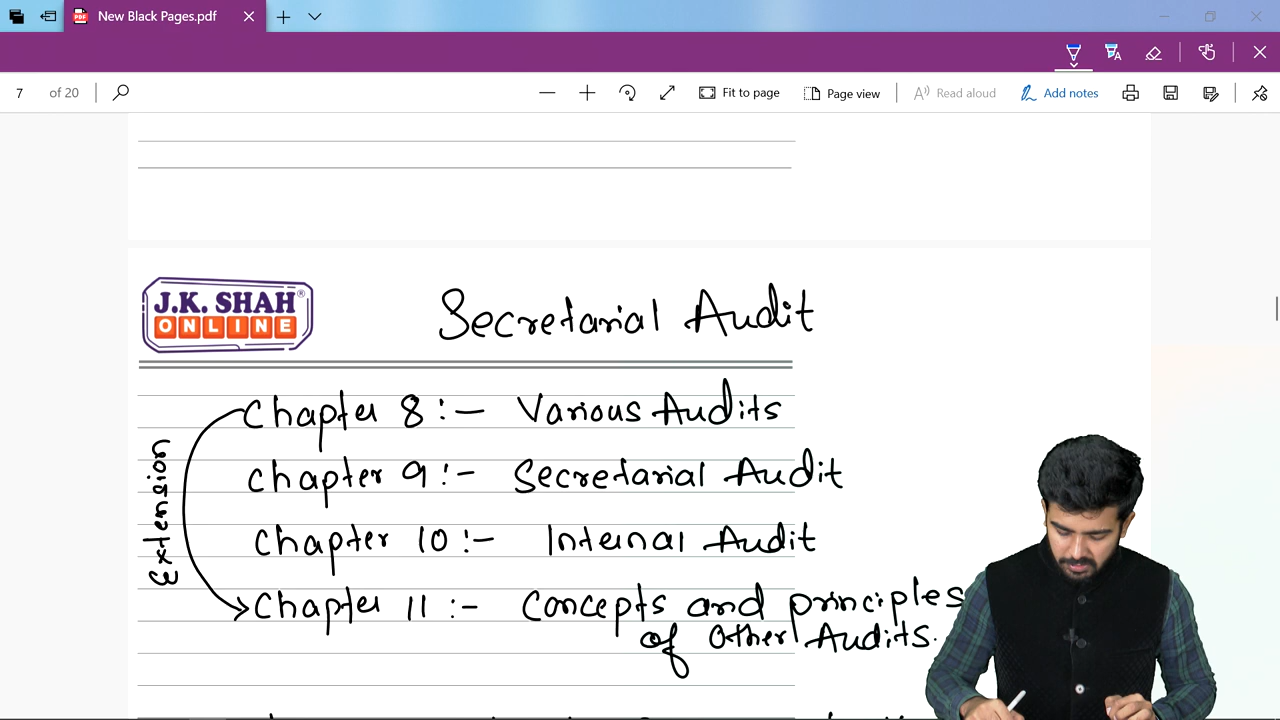 New Black Pages.pdf
7 of 20
Fit to page
Page view
Read aloud
Add notes
J.K. SHAH®
ONLINE
Secretarial Audit
Chapter 8 :- Various Audits
Chapter 9 :- Secretarial Audit
Chapter 10 :- Internal Audit
Chapter 11 :- Concepts and principles
of Other Audits.
Extension